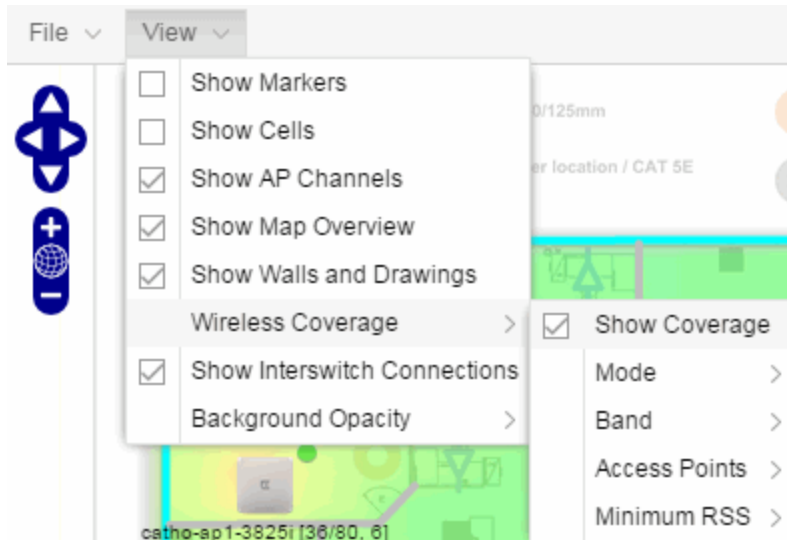 File View
Show Markers
Show Cells
0/125mm
Show AP Channels
er location / CAT 5E
Show Map Overview
Show Walls and Drawings
Wireless Coverage
Show Coverage
Show Interswitch Connections
Mode
Background Opacity
Band
Access Points
Minimum RSS
catho-ap1-3825i [36/80, 6]